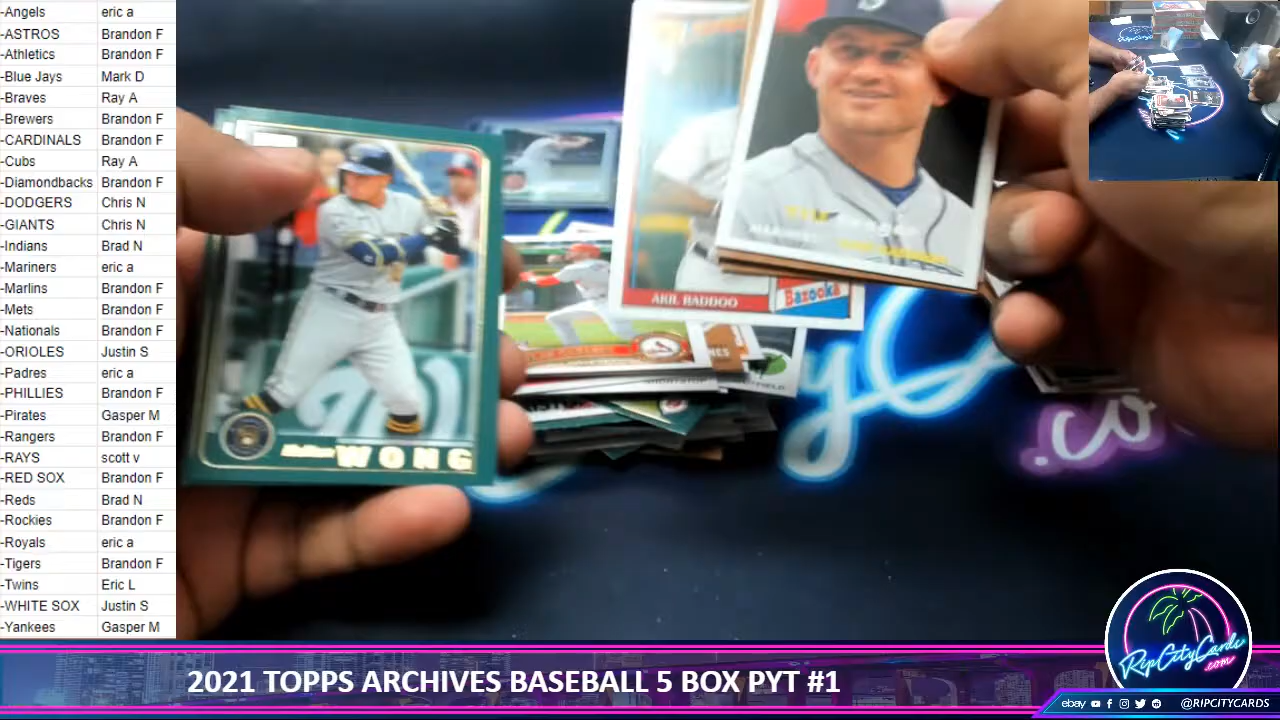 -Angels eric a
-ASTROS Brandon F
-Athletics Brandon F
-Blue Jays Mark D
-Braves Ray A
-Brewers Brandon F
-CARDINALS Brandon F
-Cubs Ray A
-Diamondbacks Brandon F
-DODGERS Chris N
-GIANTS Chris N
-Indians Brad N
-Mariners eric a
-Marlins Brandon F
-Mets Brandon F
-Nationals Brandon F
-ORIOLES Justin S
-Padres eric a
-PHILLIES Brandon F
-Pirates Gasper M
-Rangers Brandon F
-RAYS scott v
-RED SOX Brandon F
-Reds Brad N
-Rockies Brandon F
-Royals eric a
-Tigers Brandon F
-Twins Eric L
-WHITE SOX Justin S
-Yankees Gasper M
WONG
AKIL BADDOO
Bazooka
.co
RipCityCards
.com
2021 TOPPS ARCHIVES BASEBALL 5 BOX PYT #1
ebay @RIPCITYCARDS